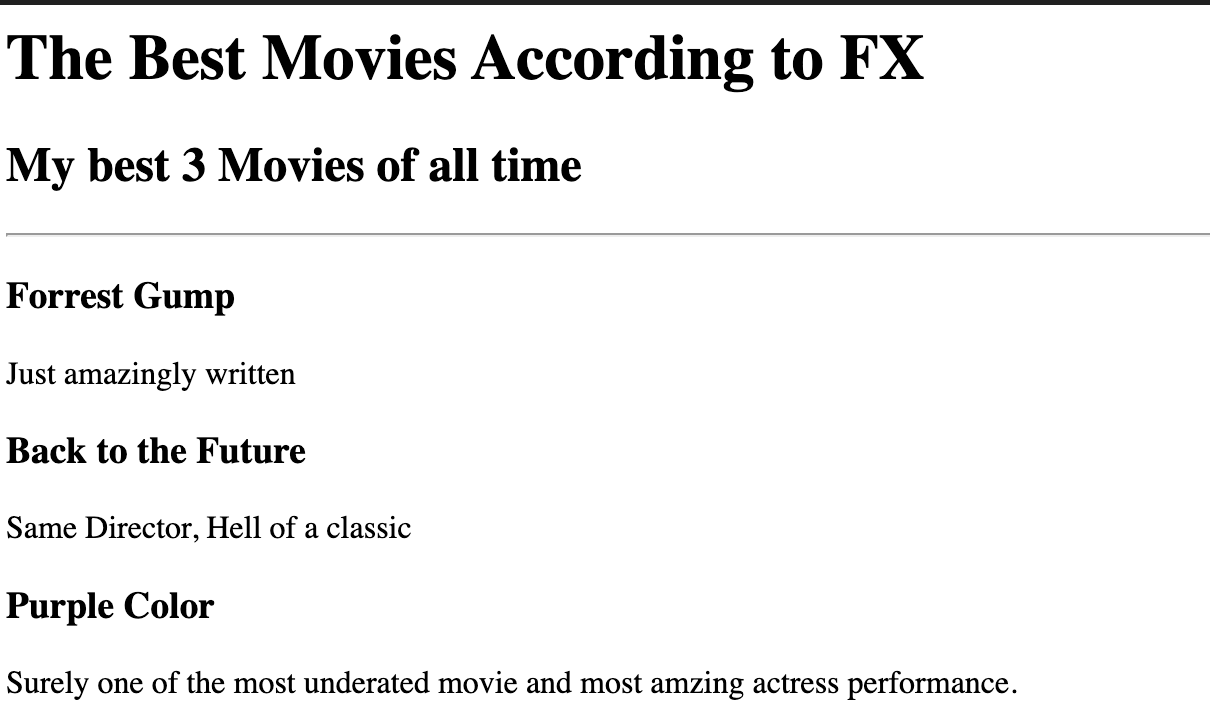 The Best Movies According to FX
My best 3 Movies of all time
Forrest Gump
Just amazingly written
Back to the Future
Same Director, Hell of a classic
Purple Color
Surely one of the most underated movie and most amzing actress performance.